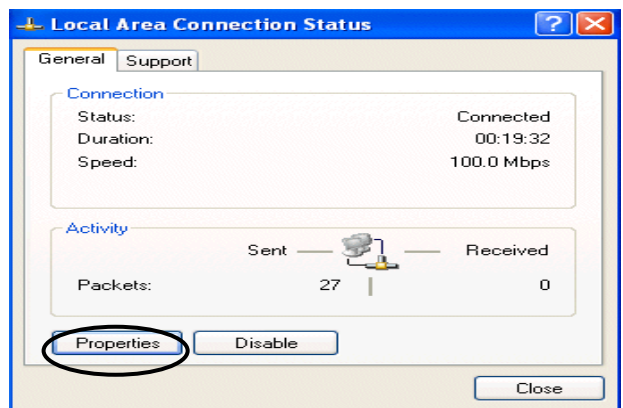 Local Area Connection Status
General Support
Connection
Status: Connected
Duration: 00:19:32
Speed: 100.0 Mbps
Activity
Sent Received
Packets: 27 0
Properties Disable
Close